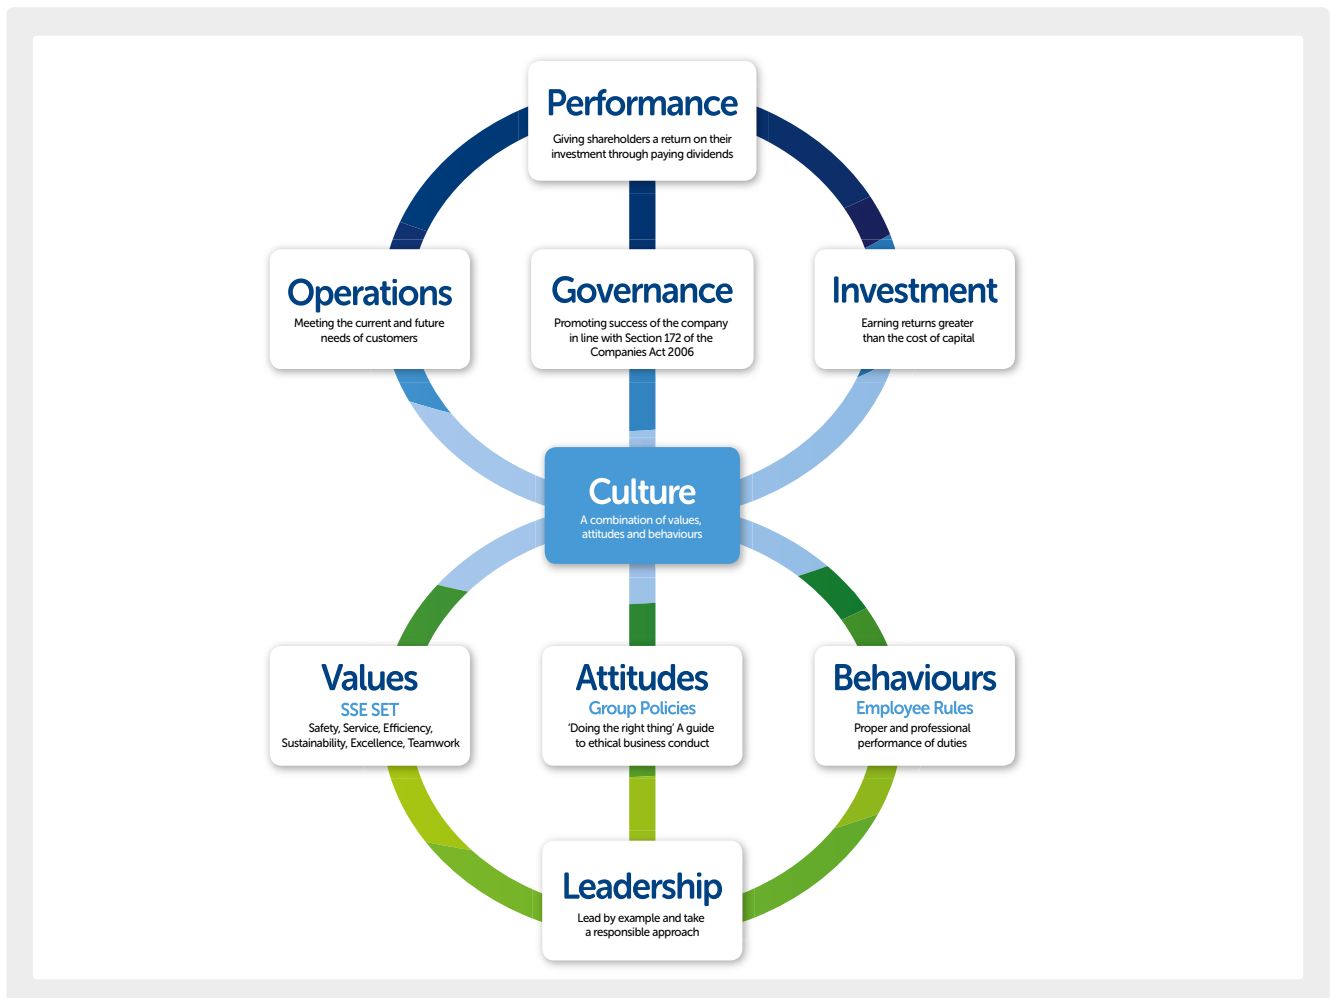 Performance
Giving shareholders a return on their
investment through paying dividends
Operations
Meeting the current and future
needs of customers
Governance
Promoting success of the company
in line with Section 172 of the
Companies Act 2006
Investment
Earning returns greater
than the cost of capital
Culture
A combination of values,
attitudes and behaviours
Values
SSE SET
Safety, Service, Efficiency,
Sustainability, Excellence, Teamwork
Attitudes
Group Policies
‘Doing the right thing’ A guide
to ethical business conduct
Behaviours
Employee Rules
Proper and professional
performance of duties
Leadership
Lead by example and take
a responsible approach